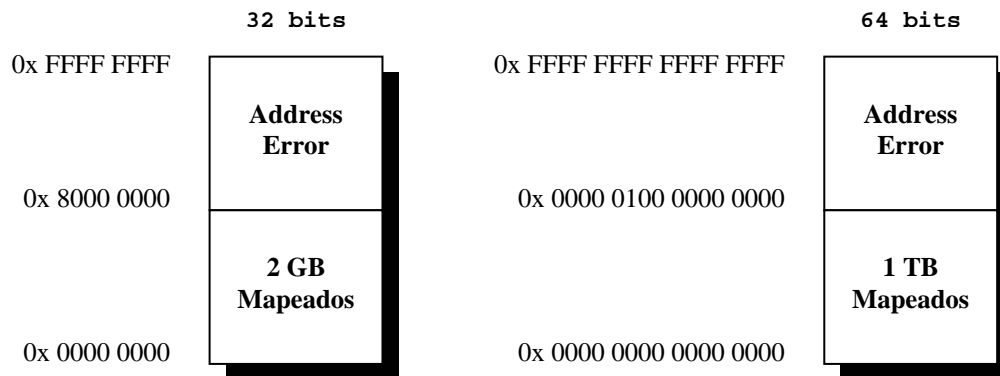 32 bits
64 bits
0x FFFF FFFF
0x FFFF FFFF FFFF FFFF
Address
Error
Address
Error
0x 8000 0000
0x 0000 0100 0000 0000
2 GB
Mapeados
1 TB
Mapeados
0x 0000 0000
0x 0000 0000 0000 0000